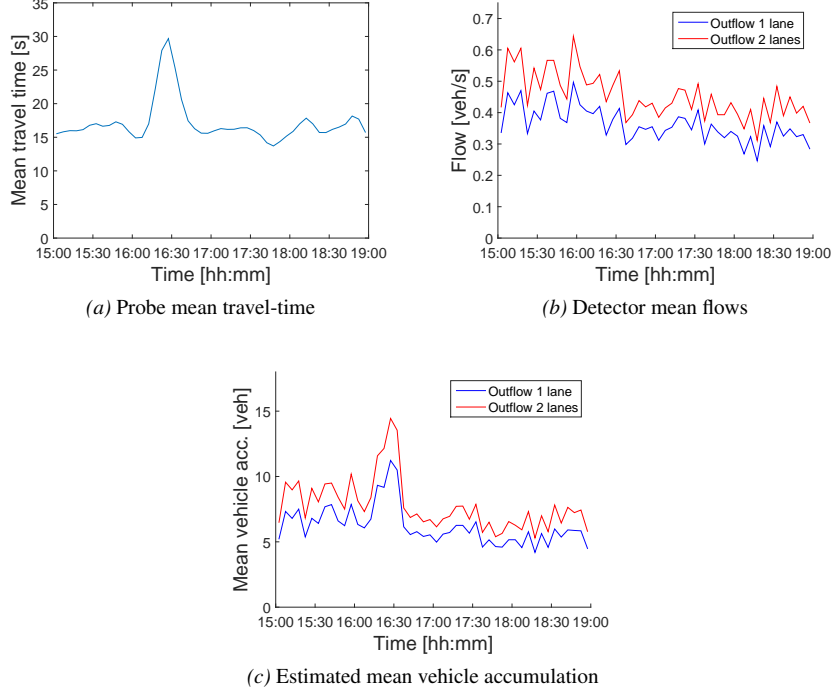 35
30
25
20
15
10
5
0
Mean travel time [s]
15:00 15:30 16:00 16:30 17:00 17:30 18:00 18:30 19:00
Time [hh:mm]
(a) Probe mean travel-time
0.7
0.6
0.5
0.4
0.3
0.2
0.1
0
Flow [veh/s]
Outflow 1 lane
Outflow 2 lanes
15:00 15:30 16:00 16:30 17:00 17:30 18:00 18:30 19:00
Time [hh:mm]
(b) Detector mean flows
15
10
5
0
Mean vehicle acc. [veh]
Outflow 1 lane
Outflow 2 lanes
15:00 15:30 16:00 16:30 17:00 17:30 18:00 18:30 19:00
Time [hh:mm]
(c) Estimated mean vehicle accumulation